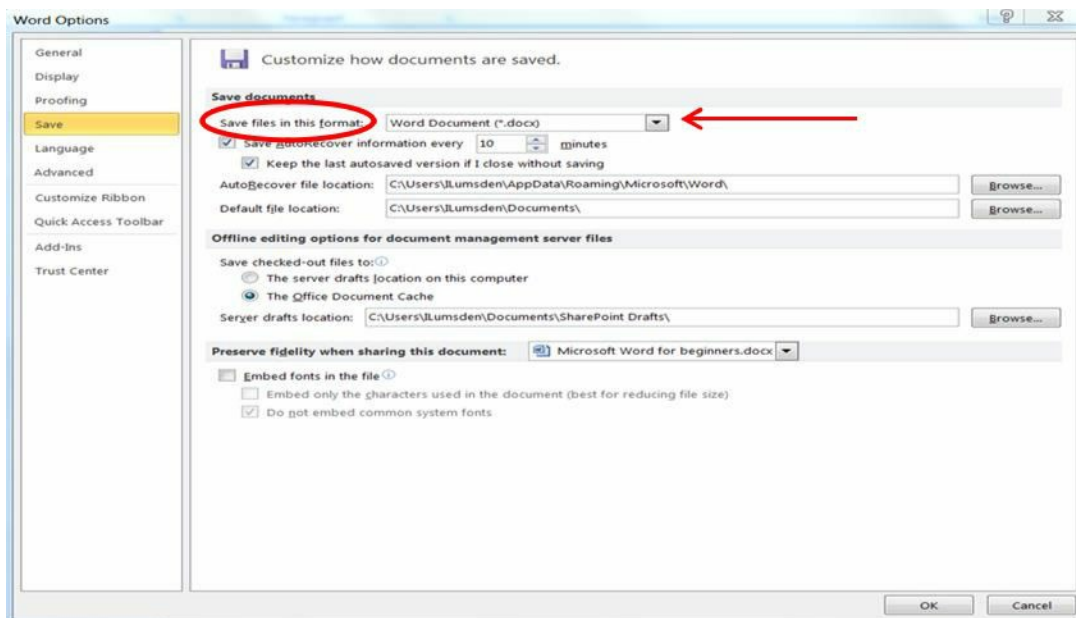 Word Options
General
Display
Proofing
Save
Language
Advanced
Customize Ribbon
Quick Access Toolbar
Add-Ins
Trust Center
Customize how documents are saved.
Save documents
Save files in this format: Word Document (*.docx)
Save AutoRecover information every 10 minutes
Keep the last autosaved version if I close without saving
AutoRecover file location: C:\Users\ILumsden\AppData\Roaming\Microsoft\Word\ Browse...
Default file location: C:\Users\ILumsden\Documents\ Browse...
Offline editing options for document management server files
Save checked-out files to:
The server drafts location on this computer
The Office Document Cache
Server drafts location: C:\Users\ILumsden\Documents\SharePoint Drafts\ Browse...
Preserve fidelity when sharing this document: Microsoft Word for beginners.docx
Embed fonts in the file
Embed only the characters used in the document (best for reducing file size)
Do not embed common system fonts
OK Cancel